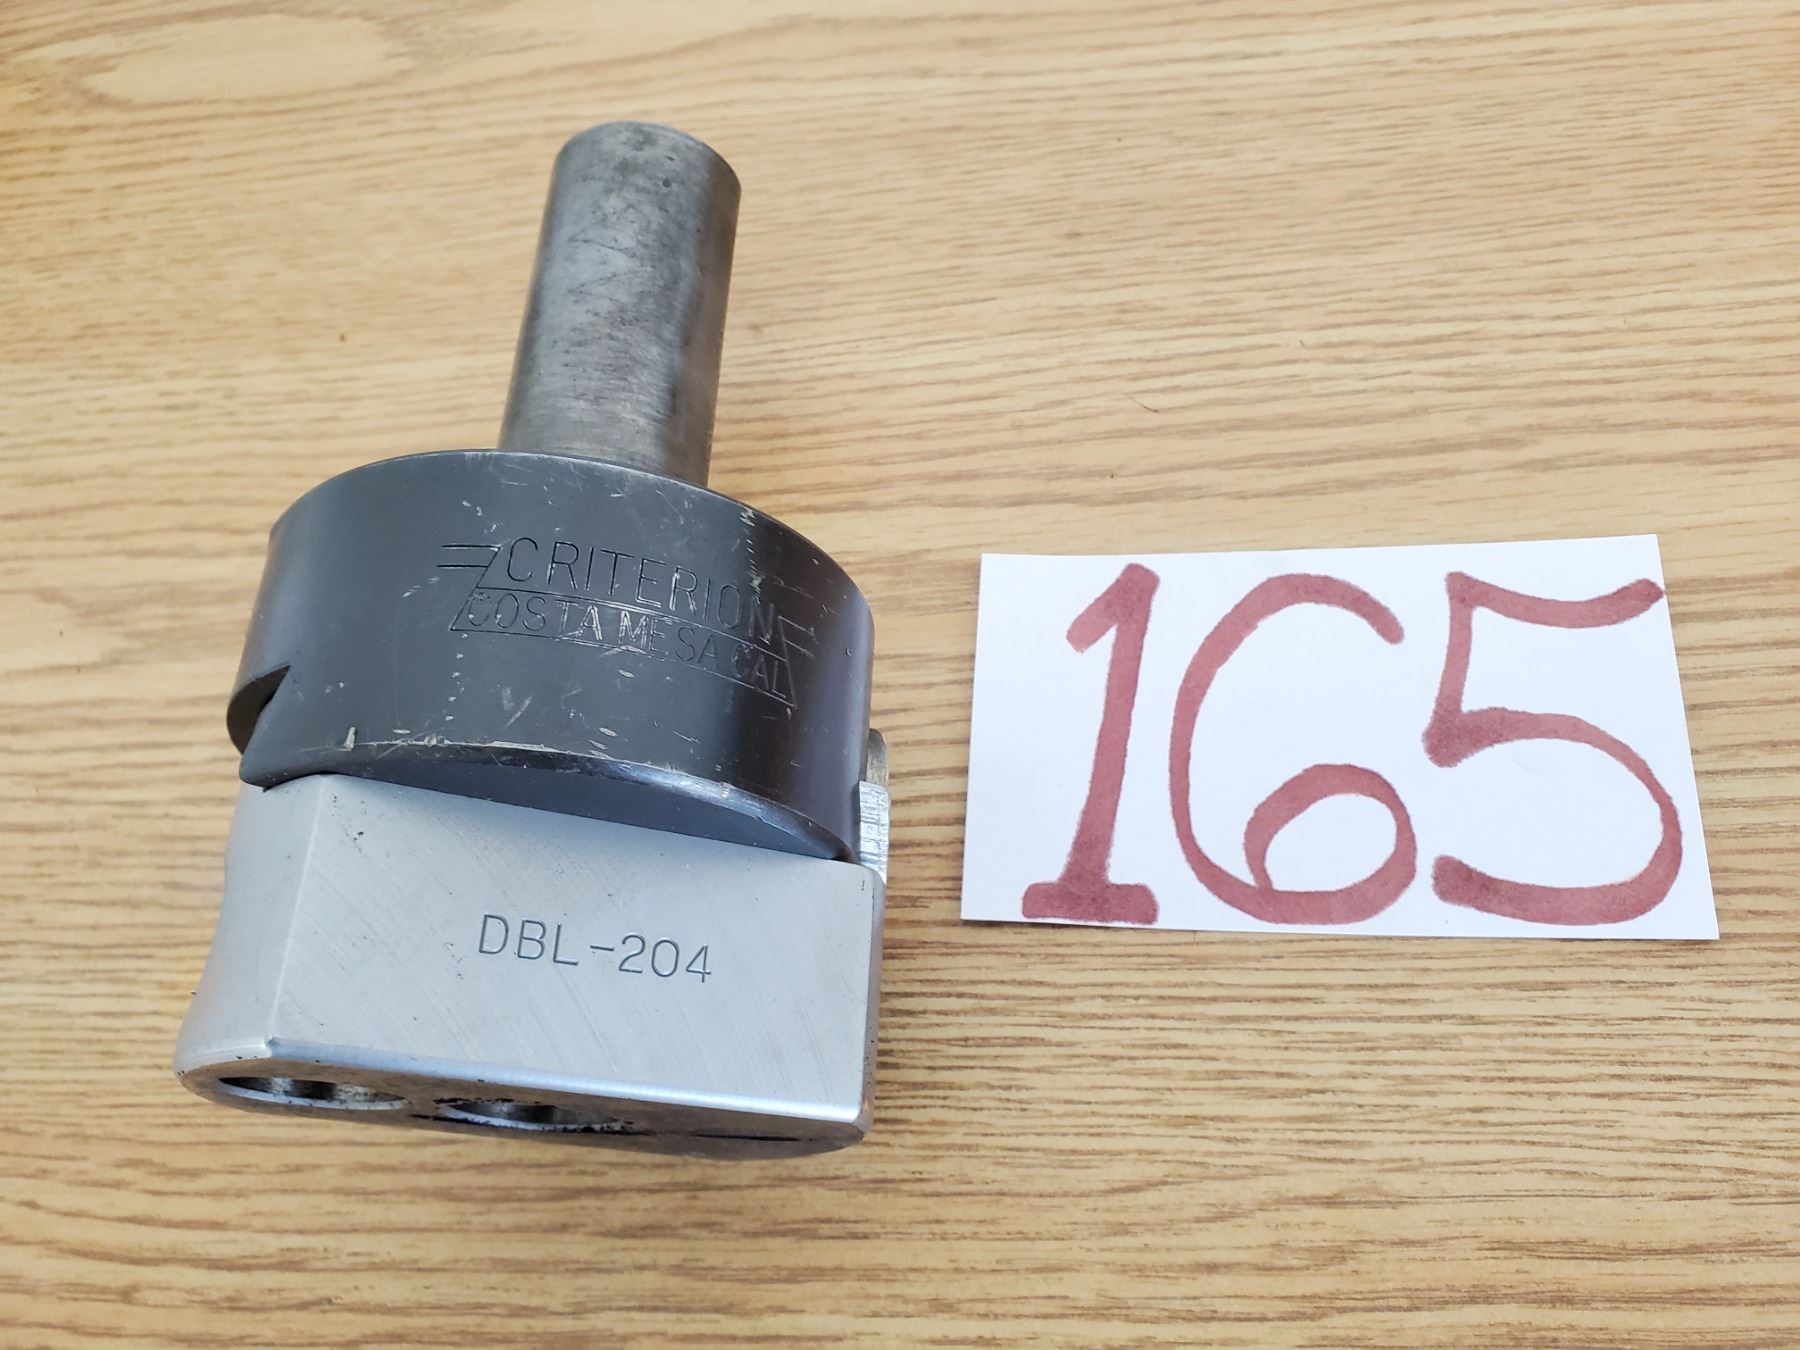 CRITERION
COSTA MESA CAL
DBL-204
165